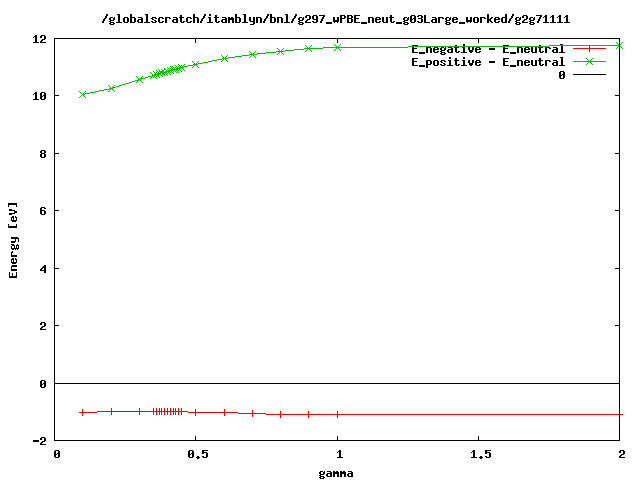 /globalscratch/itamblyn/bnl/g297_wPBE_neut_g03Large_worked/g2g71111
E_negative - E_neutral
E_positive - E_neutral
0
12
10
8
6
4
2
0
-2
Energy [eV]
0
0.5
1
1.5
2
gamma